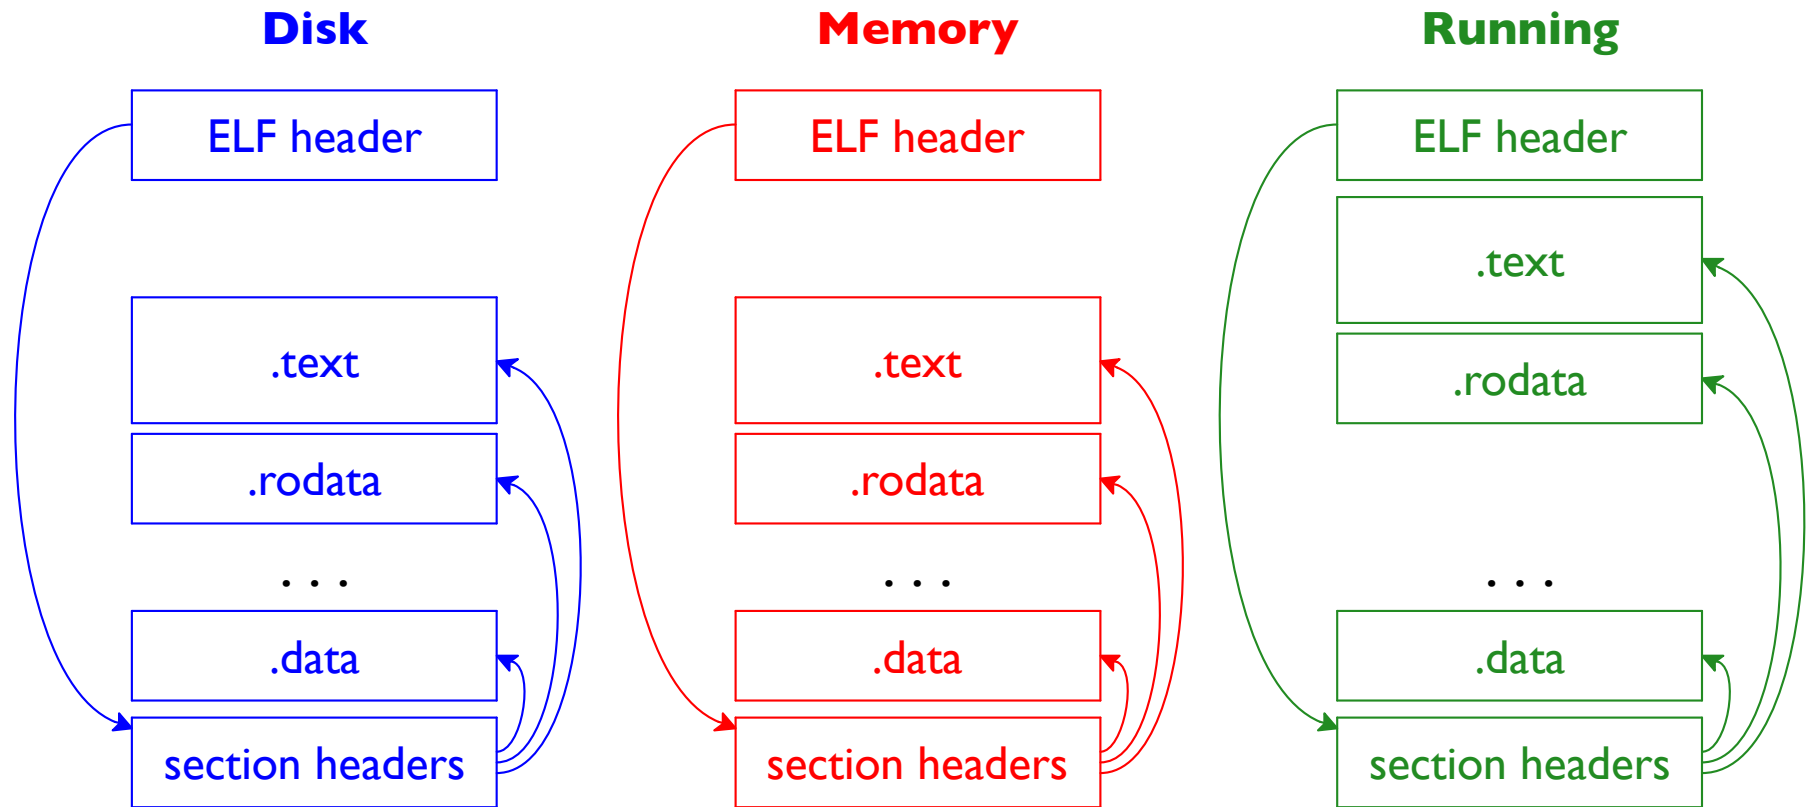 Disk
ELF header
.text
.rodata
. . .
.data
section headers
Memory
ELF header
.text
.rodata
. . .
.data
section headers
Running
ELF header
.text
.rodata
. . .
.data
section headers